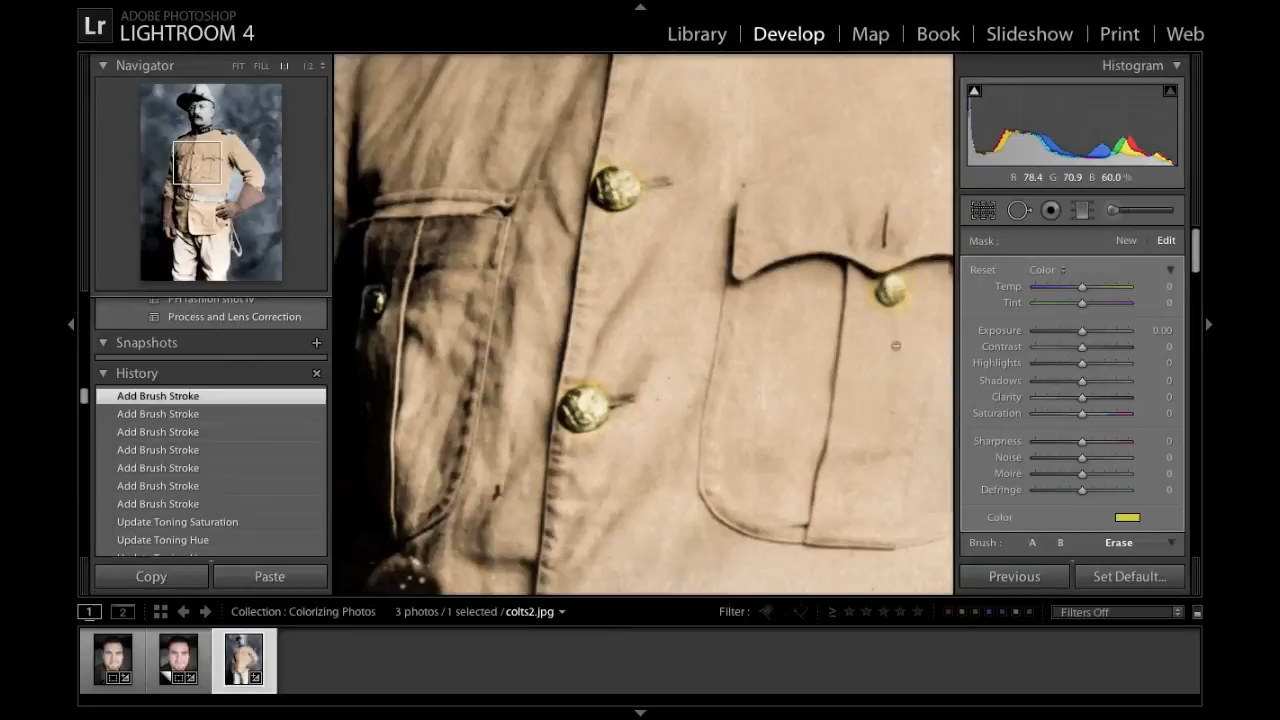 Lr
ADOBE PHOTOSHOP
LIGHTROOM 4
Library | Develop | Map | Book | Slideshow | Print | Web
Navigator FIT FILL 1:1 1:2
Process and Lens Correction
Snapshots +
History ×
Add Brush Stroke
Add Brush Stroke
Add Brush Stroke
Add Brush Stroke
Add Brush Stroke
Add Brush Stroke
Add Brush Stroke
Update Toning Saturation
Update Toning Hue
Copy Paste
Histogram
R 78.4 G 70.9 B 60.0 %
Mask : New Edit
Reset Color
Temp 0
Tint 0
Exposure 0.00
Contrast 0
Highlights 0
Shadows 0
Clarity 0
Saturation 0
Sharpness 0
Noise 0
Moire 0
Defringe 0
Color
Brush : A B Erase
Previous Set Default...
1 2 Collection : Colorizing Photos 3 photos / 1 selected / colts2.jpg Filter : ≥ Filters Off